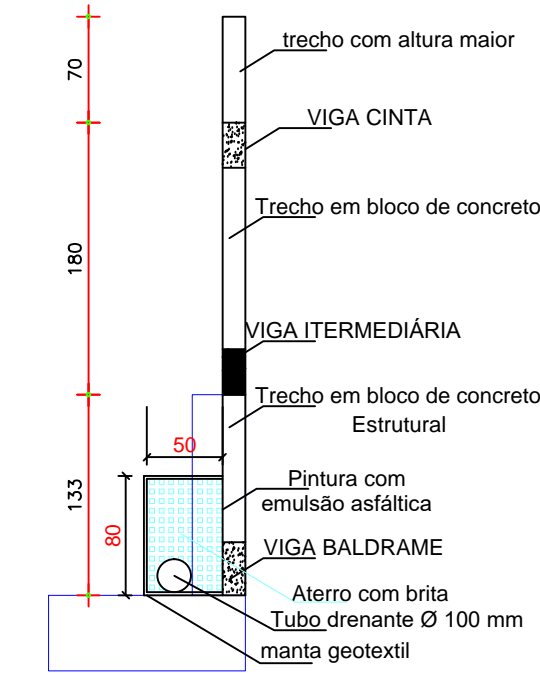 trecho com altura maior
70
VIGA CINTA
Trecho em bloco de concreto
180
VIGA ITERMEDIÁRIA
Trecho em bloco de concreto
Estrutural
50
Pintura com
emulsão asfáltica
133
80
VIGA BALDRAME
Aterro com brita
Tubo drenante Ø 100 mm
manta geotextil